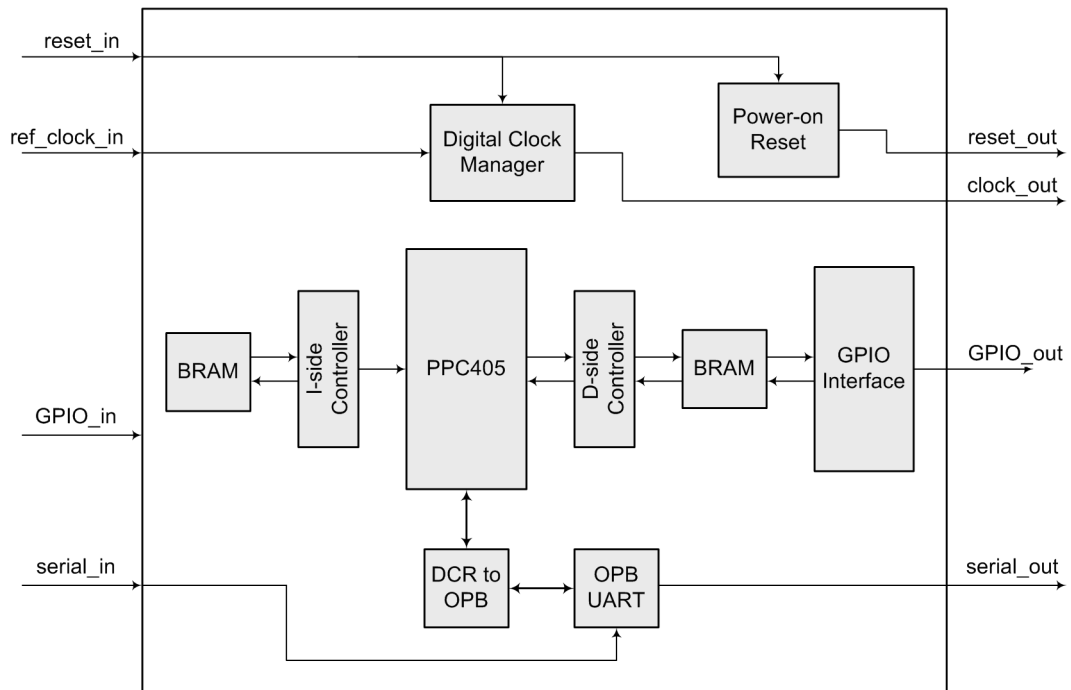 reset_in
ref_clock_in
Digital Clock
Manager
Power-on
Reset
reset_out
clock_out
BRAM
I-side
Controller
PPC405
D-side
Controller
BRAM
GPIO
Interface
GPIO_out
GPIO_in
serial_in
DCR to
OPB
OPB
UART
serial_out